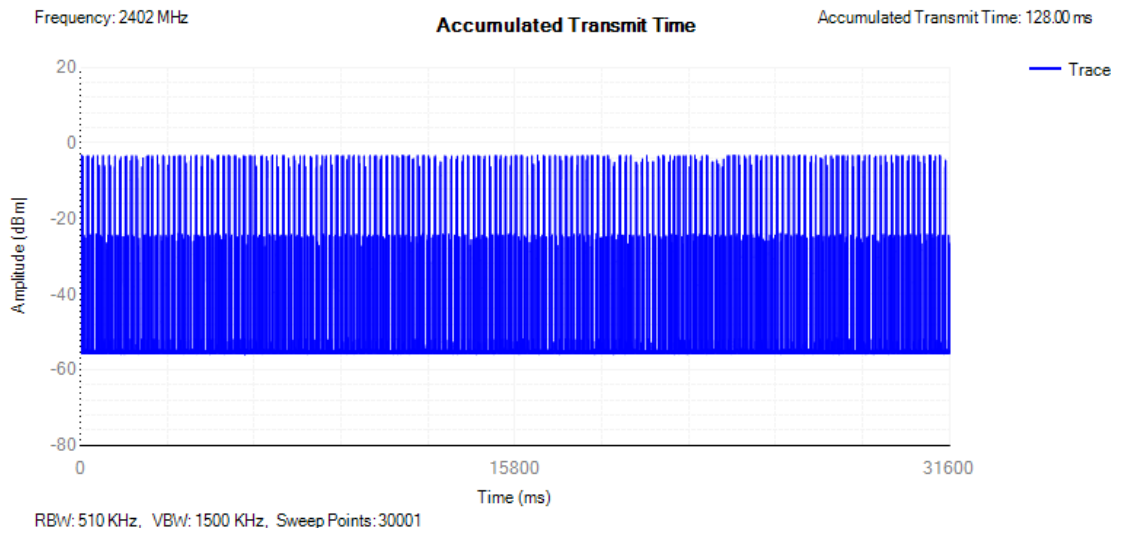 Frequency: 2402 MHz
Accumulated Transmit Time
Accumulated Transmit Time: 128.00 ms
Trace
20
0
-20
-40
-60
-80
Amplitude (dBm|
0
15800
31600
Time (ms)
RBW: 510 KHz, VBW: 1500 KHz, Sweep Points: 30001